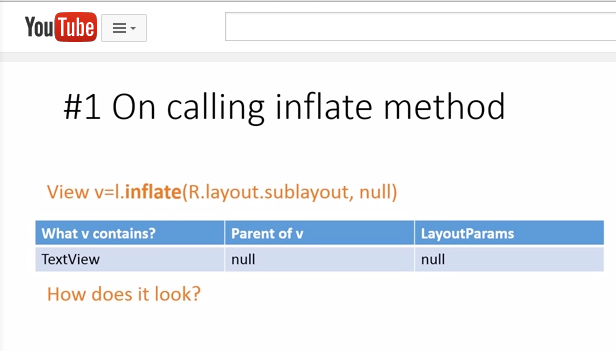 YouTube
#1 On calling inflate method
View v=l.inflate(R.layout.sublayout, null)
What v contains? Parent of v LayoutParams
TextView null null
How does it look?